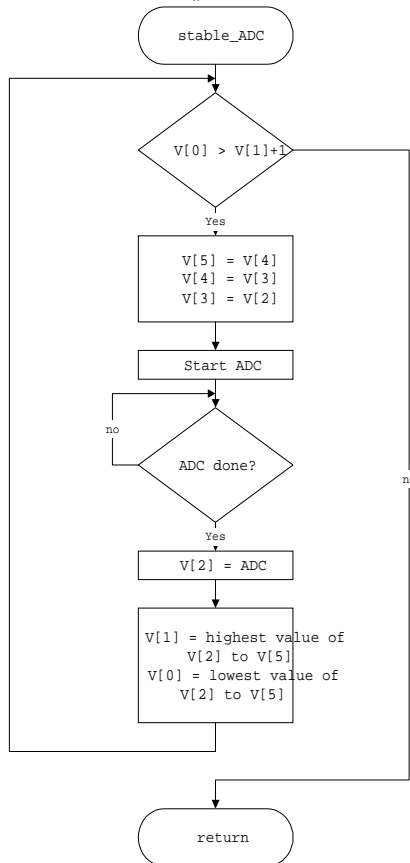 stable_ADC
V[0] > V[1]+1
Yes
V[5] = V[4]
V[4] = V[3]
V[3] = V[2]
Start ADC
no
ADC done?
n
Yes
V[2] = ADC
V[1] = highest value of
V[2] to V[5]
V[0] = lowest value of
V[2] to V[5]
return